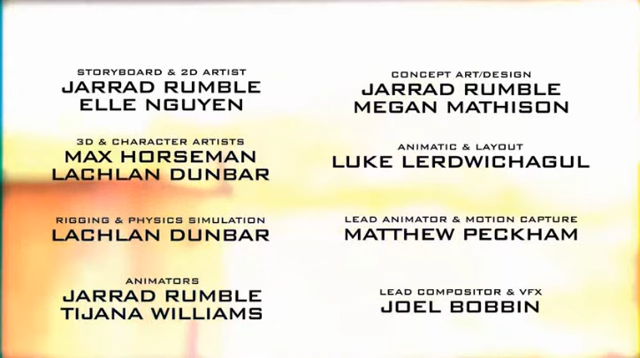 STORYBOARD & 2D ARTIST
JARRAD RUMBLE
ELLE NGUYEN
3D & CHARACTER ARTISTS
MAX HORSEMAN
LACHLAN DUNBAR
RIGGING & PHYSICS SIMULATION
LACHLAN DUNBAR
ANIMATORS
JARRAD RUMBLE
TIJANA WILLIAMS
CONCEPT ART/DESIGN
JARRAD RUMBLE
MEGAN MATHISON
ANIMATIC & LAYOUT
LUKE LERDWICHAGUL
LEAD ANIMATOR & MOTION CAPTURE
MATTHEW PECKHAM
LEAD COMPOSITOR & VFX
JOEL BOBBIN